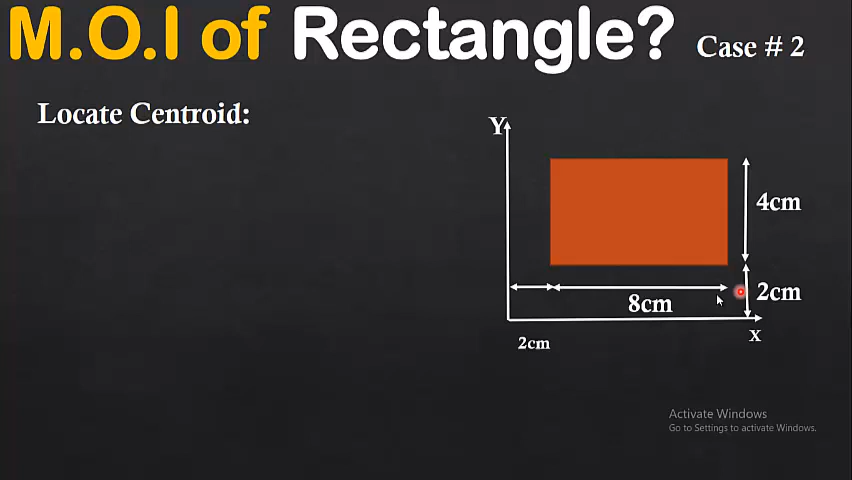 M.O.I of Rectangle? Case # 2
Locate Centroid:
Y
4cm
2cm
8cm
X
2cm
Activate Windows
Go to Settings to activate Windows.